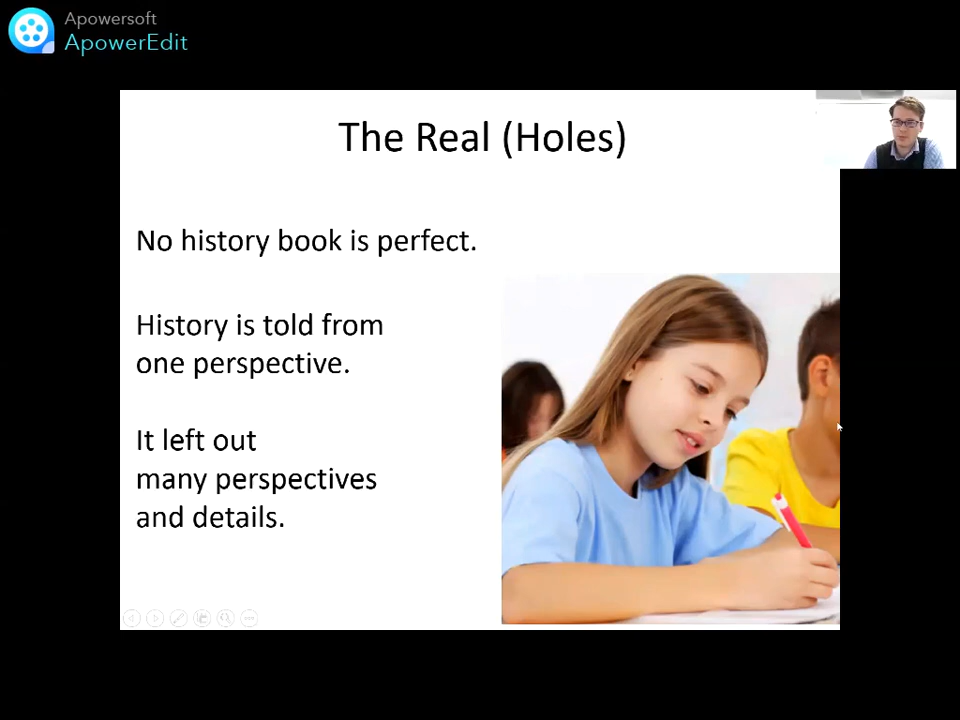 Apowersoft
ApowerEdit
The Real (Holes)
No history book is perfect.
History is told from
one perspective.
It left out
many perspectives
and details.